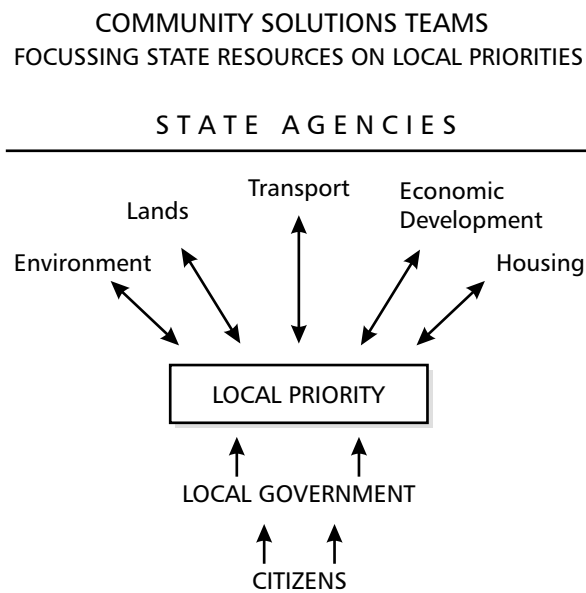 COMMUNITY SOLUTIONS TEAMS
FOCUSSING STATE RESOURCES ON LOCAL PRIORITIES
STATE AGENCIES
Transport
Economic
Development
Lands
Environment
Housing
LOCAL PRIORITY
LOCAL GOVERNMENT
CITIZENS